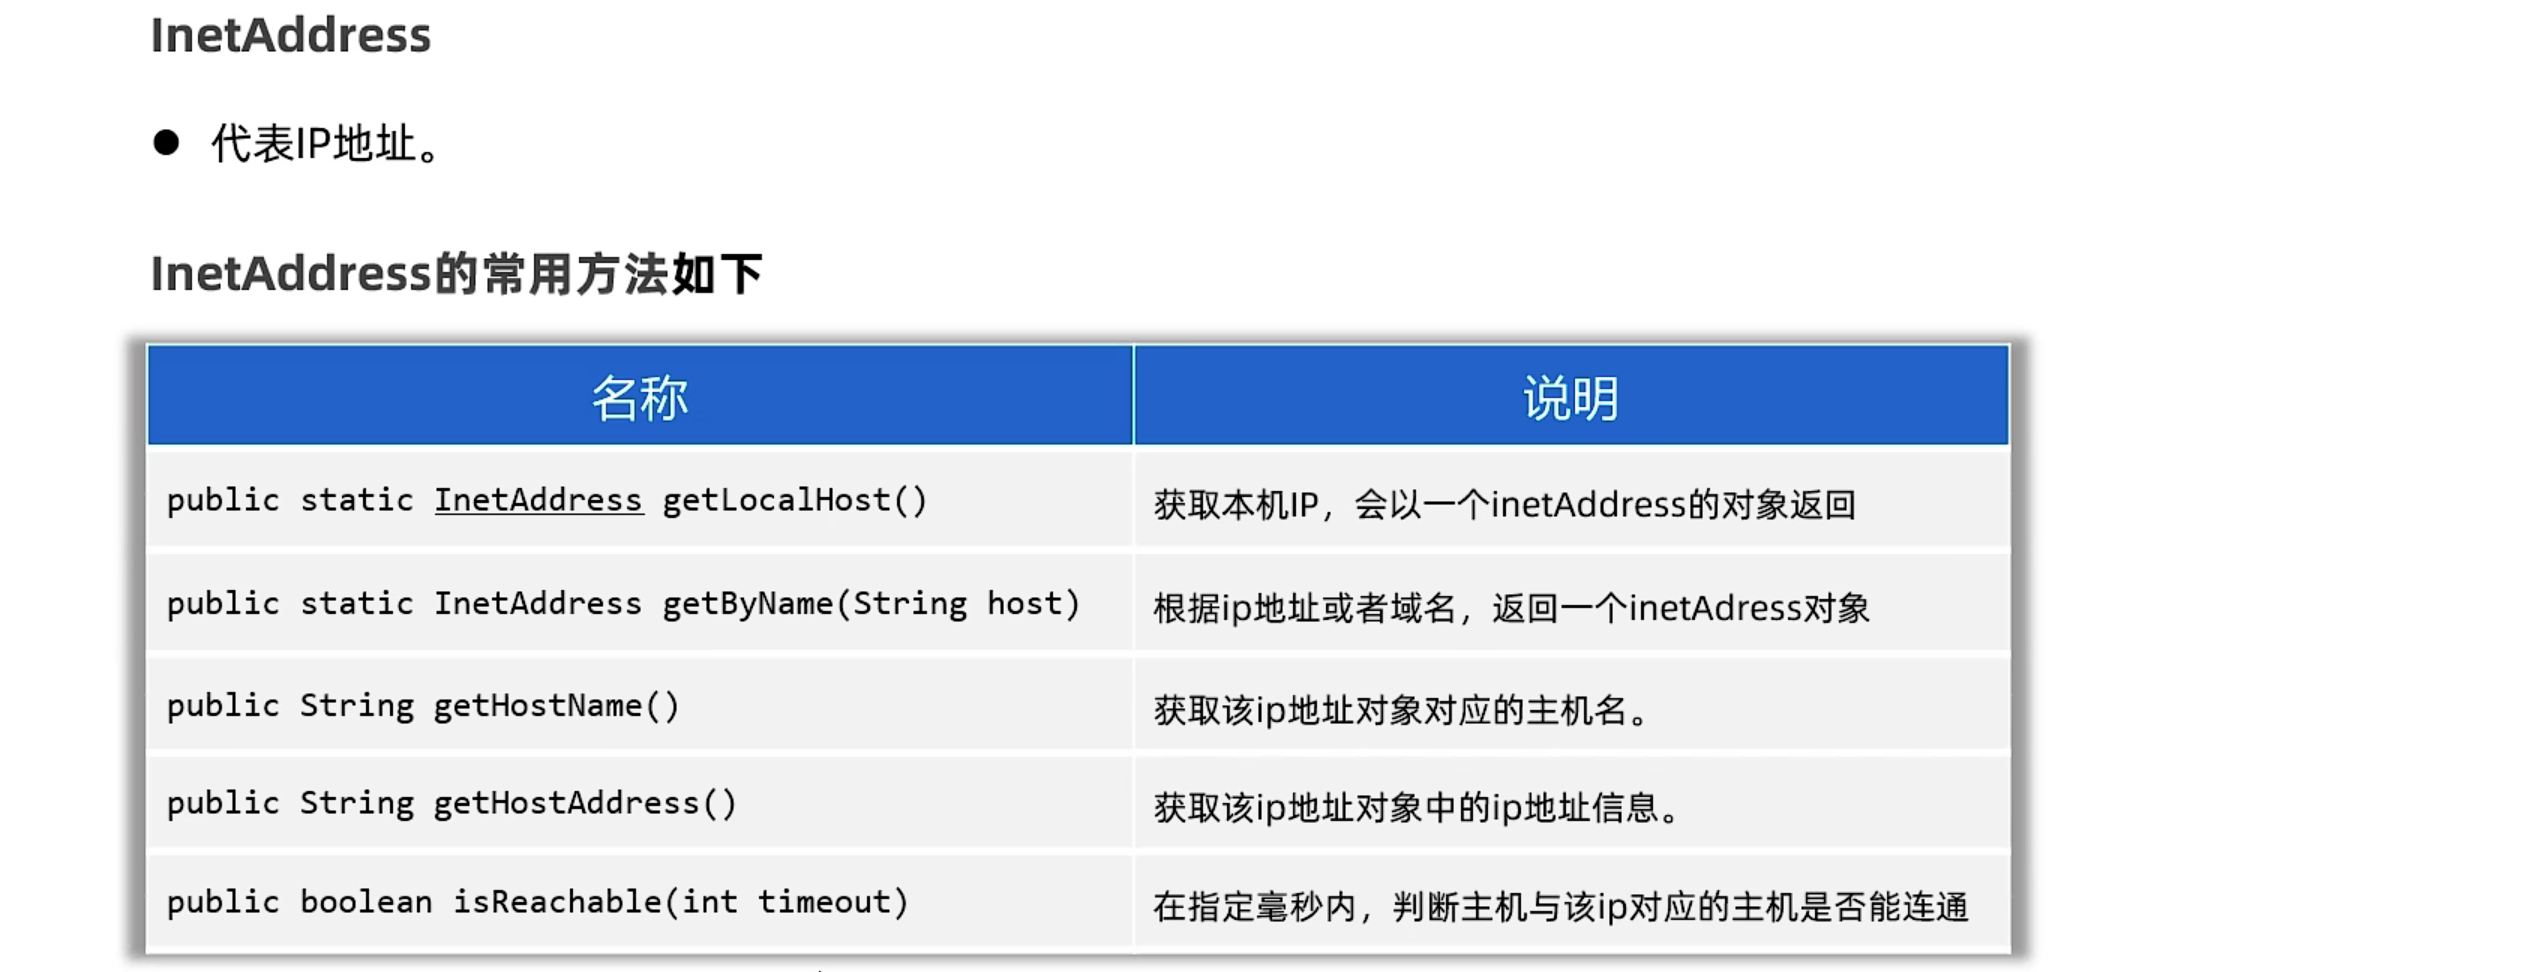 InetAddress
● 代表IP地址。
InetAddress的常用方法如下
名称 说明
public static InetAddress getLocalHost() 获取本机IP，会以一个inetAddress的对象返回
public static InetAddress getByName(String host) 根据ip地址或者域名，返回一个inetAdress对象
public String getHostName() 获取该ip地址对象对应的主机名。
public String getHostAddress() 获取该ip地址对象中的ip地址信息。
public boolean isReachable(int timeout) 在指定毫秒内，判断主机与该ip对应的主机是否能连通